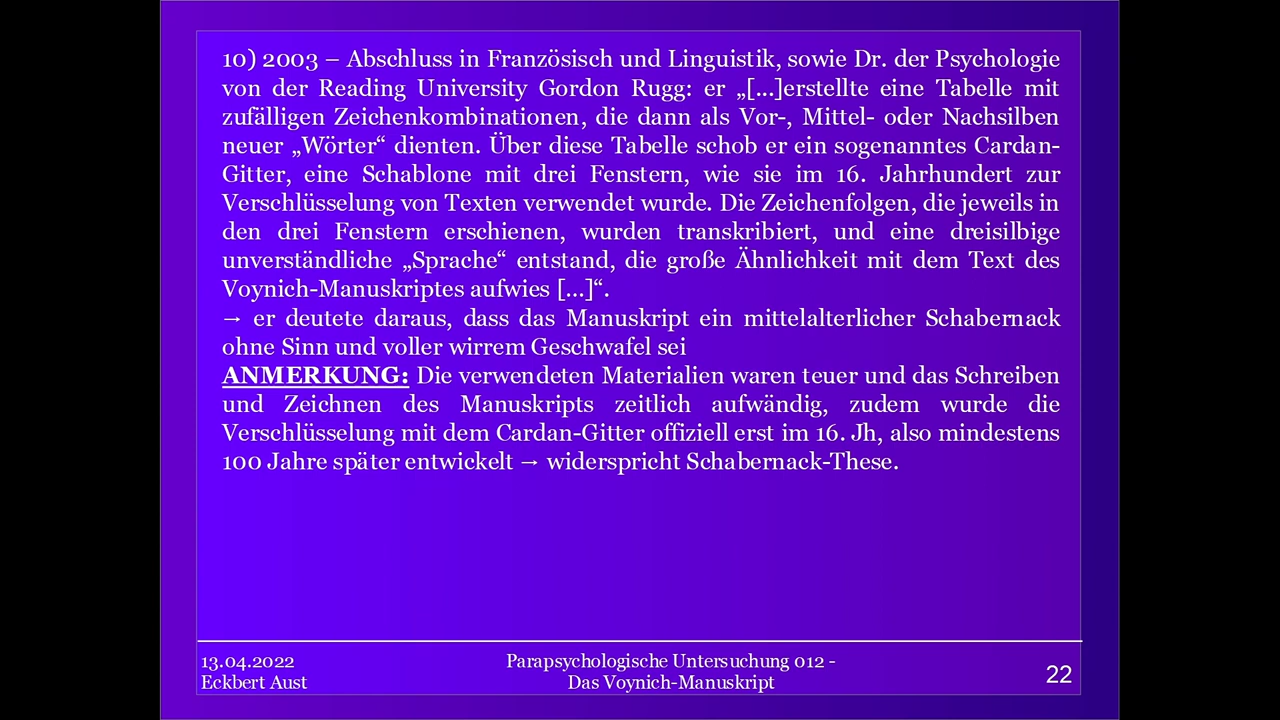 10) 2003 – Abschluss in Französisch und Linguistik, sowie Dr. der Psychologie
von der Reading University Gordon Rugg: er „[...]erstellte eine Tabelle mit
zufälligen Zeichenkombinationen, die dann als Vor-, Mittel- oder Nachsilben
neuer „Wörter“ dienten. Über diese Tabelle schob er ein sogenanntes Cardan-
Gitter, eine Schablone mit drei Fenstern, wie sie im 16. Jahrhundert zur
Verschlüsselung von Texten verwendet wurde. Die Zeichenfolgen, die jeweils in
den drei Fenstern erschienen, wurden transkribiert, und eine dreisilbige
unverständliche „Sprache“ entstand, die große Ähnlichkeit mit dem Text des
Voynich-Manuskriptes aufwies [...]“.
→ er deutete daraus, dass das Manuskript ein mittelalterlicher Schabernack
ohne Sinn und voller wirrem Geschwafel sei
ANMERKUNG: Die verwendeten Materialien waren teuer und das Schreiben
und Zeichnen des Manuskripts zeitlich aufwändig, zudem wurde die
Verschlüsselung mit dem Cardan-Gitter offiziell erst im 16. Jh, also mindestens
100 Jahre später entwickelt → widerspricht Schabernack-These.
13.04.2022
Eckbert Aust
Parapsychologische Untersuchung 012 -
Das Voynich-Manuskript
22